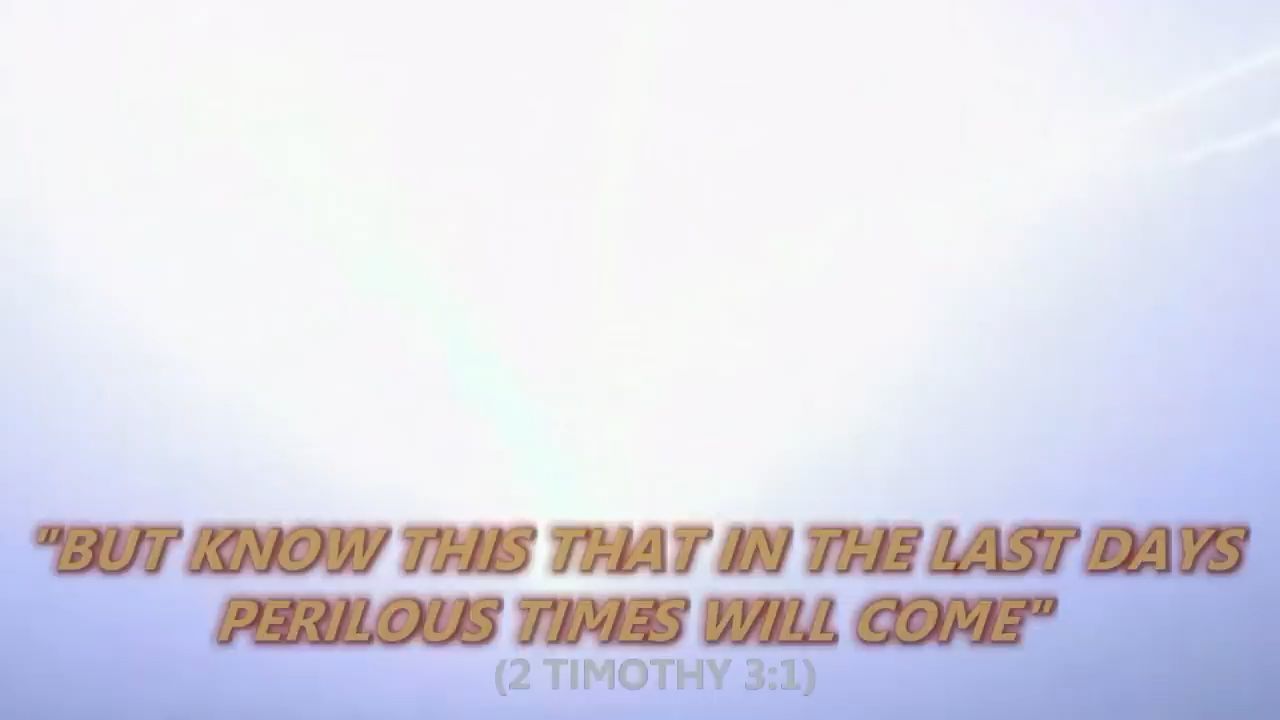 "BUT KNOW THIS THAT IN THE LAST DAYS
PERILOUS TIMES WILL COME"
(2 TIMOTHY 3:1)